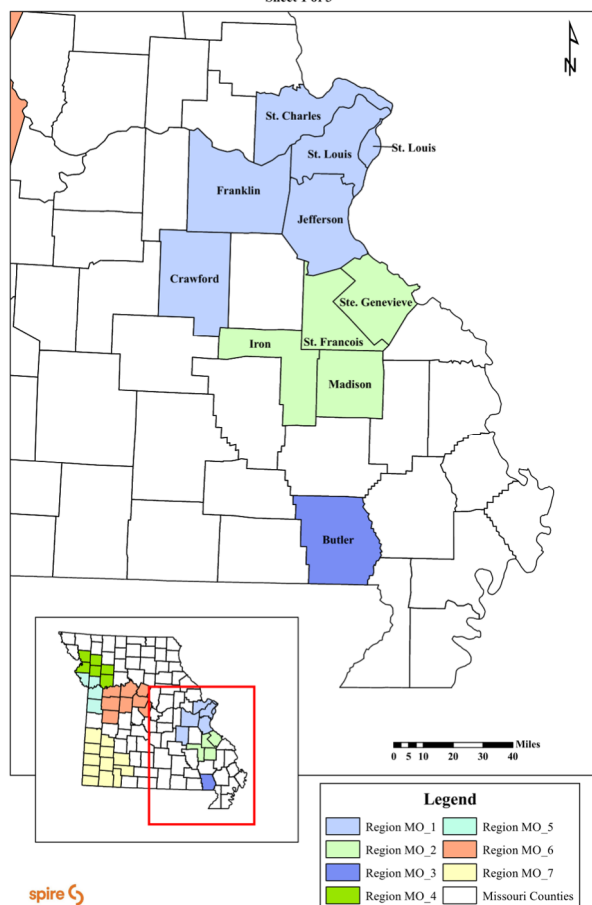 N
St. Charles
St. Louis
St. Louis
Franklin
Jefferson
Crawford
Ste. Genevieve
St. Francois
Iron
Madison
Butler
0 5 10 20 30 40 Miles
Legend
Region MO_1
Region MO_2
Region MO_3
Region MO_4
Region MO_5
Region MO_6
Region MO_7
Missouri Counties
spire